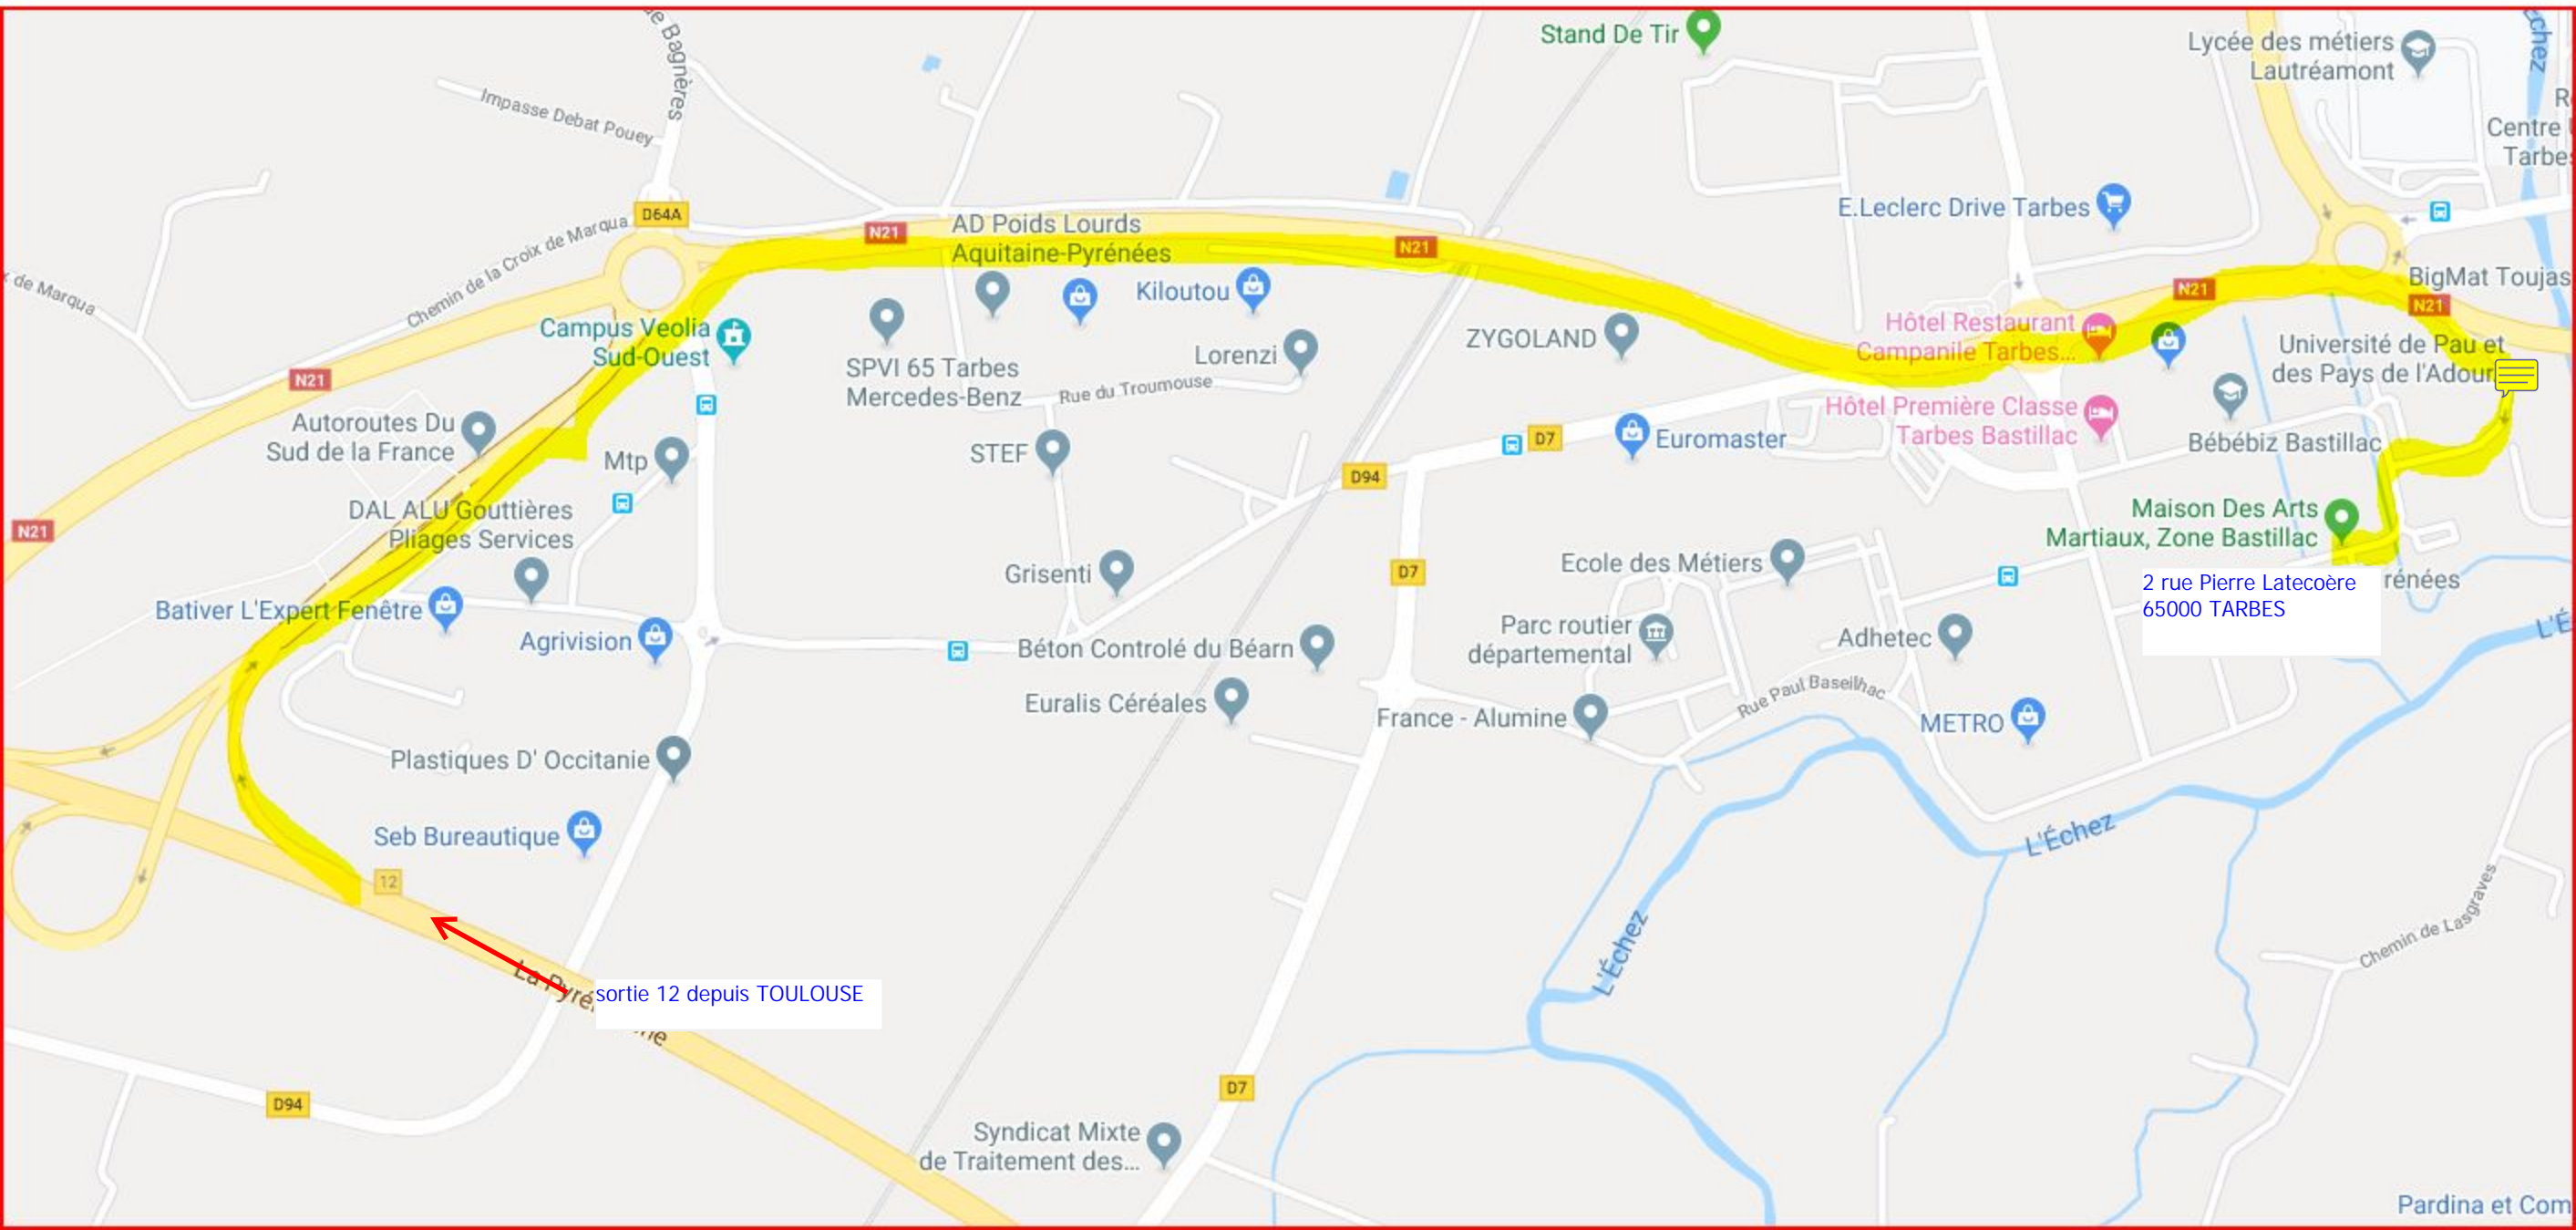 Stand De Tir
Lycée des métiers
Lautréamont
Bagnères
Impasse Debat Pouey
Centre
Tarbes
D64A
Chemin de la Croix de Marqua
de Marqua
N21
AD Poids Lourds
Aquitaine-Pyrénées
N21
E.Leclerc Drive Tarbes
Kiloutou
N21
BigMat Toujas
N21
Campus Veolia
Sud-Ouest
SPVI 65 Tarbes
Mercedes-Benz
Lorenzi
Rue du Troumouse
ZYGOLAND
Hôtel Restaurant
Campanile Tarbes...
Université de Pau et
des Pays de l'Adour
N21
Autoroutes Du
Sud de la France
Mtp
STEF
D7
Euromaster
Hôtel Première Classe
Tarbes Bastillac
Bébébiz Bastillac
D94
N21
DAL ALU Gouttières
Pliages Services
Maison Des Arts
Martiaux, Zone Bastillac
Grisenti
D7
Ecole des Métiers
2 rue Pierre Latecoère
65000 TARBES
rénées
Bativer L'Expert Fenêtre
Agrivision
Béton Controlé du Béarn
Parc routier
départemental
Adhetec
L'É
Euralis Céréales
France - Alumine
Rue Paul Baseilhac
METRO
Plastiques D' Occitanie
Seb Bureautique
L'Échez
12
L'Échez
Chemin de Lasgraves
La Pyré
sortie 12 depuis TOULOUSE
D94
D7
Syndicat Mixte
de Traitement des...
Pardina et Com
Échez